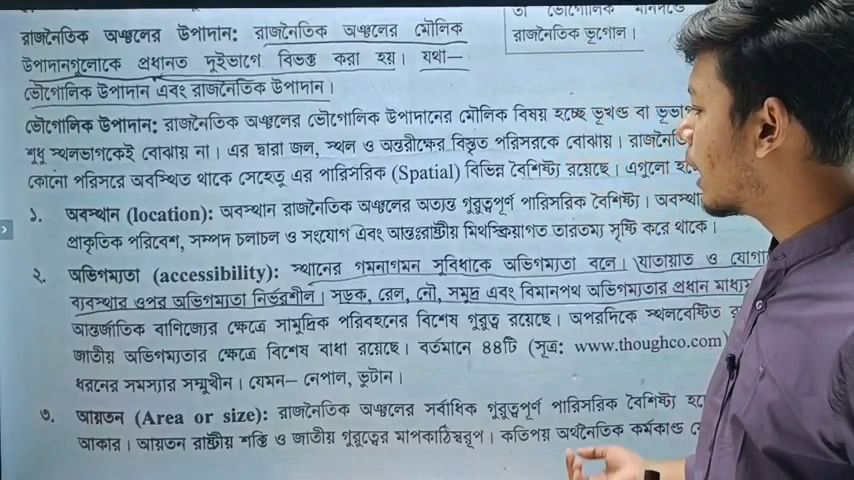 রাজনৈতিক অঞ্চলের উপাদান: রাজনৈতিক অঞ্চলের মৌলিক
উপাদানগুলোকে প্রধানত দুইভাগে বিভক্ত করা হয়। যথা—
ভৌগোলিক উপাদান এবং রাজনৈতিক উপাদান।
তা ভৌগোলিক
রাজনৈতিক ভূগোল।
ভৌগোলিক উপাদান: রাজনৈতিক অঞ্চলের ভৌগোলিক উপাদানের মৌলিক বিষয় হচ্ছে ভূখণ্ড বা
শুধু স্থলভাগকেই বোঝায় না। এর দ্বারা জল, স্থল ও অন্তরীক্ষের বিস্তৃত পরিসরকে বোঝায়।
কোনো পরিসরে অবস্থিত থাকে সেহেতু এর পারিসরিক (Spatial) বিভিন্ন বৈশিষ্ট্য রয়েছে। এগুলো
১. অবস্থান (location): অবস্থান রাজনৈতিক অঞ্চলের অত্যন্ত গুরুত্বপূর্ণ পারিসরিক বৈশিষ্ট্য।
প্রাকৃতিক পরিবেশ, সম্পদ চলাচল ও সংযোগ এবং আন্তঃরাষ্ট্রীয় মিথস্ক্রিয়াগত তারতম্য সৃষ্টি করে থাকে।
২. অভিগম্যতা (accessibility): স্থানের গমনাগমন সুবিধাকে অভিগম্যতা বলে। যাতায়াত ও
ব্যবস্থার ওপর অভিগম্যতা নির্ভরশীল। সড়ক, রেল, নৌ, সমুদ্র এবং বিমানপথ অভিগম্যতার প্রধান মাধ্যম
আন্তর্জাতিক বাণিজ্যের ক্ষেত্রে সামুদ্রিক পরিবহনের বিশেষ গুরুত্ব রয়েছে। অপরদিকে স্থলবেষ্টিত
জাতীয় অভিগম্যতার ক্ষেত্রে বিশেষ বাধা রয়েছে। বর্তমানে ৪৪টি (সূত্র: www.thoughco.com)
ধরনের সমস্যার সম্মুখীন। যেমন— নেপাল, ভুটান।
৩. আয়তন (Area or size): রাজনৈতিক অঞ্চলের সর্বাধিক গুরুত্বপূর্ণ পারিসরিক বৈশিষ্ট্য
আকার। আয়তন রাষ্ট্রীয় শক্তি ও জাতীয় গুরুত্বের মাপকাঠিস্বরূপ। কতিপয় অর্থনৈতিক কর্মকাণ্ড